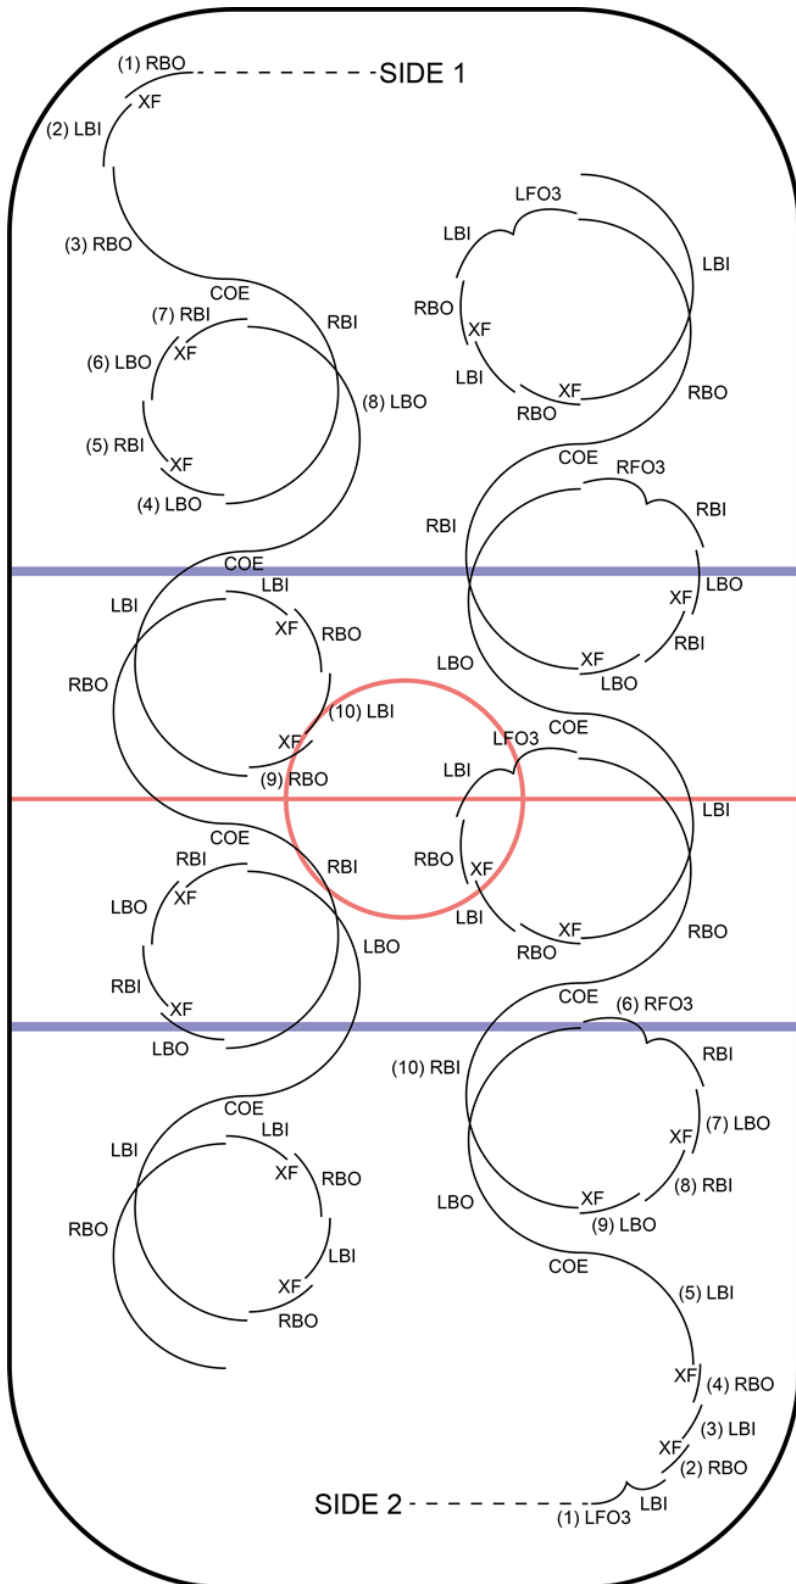 (1) RBO
SIDE 1
XF
(2) LBI
(3) RBO
COE
(7) RBI
RBI
XF
(6) LBO
(8) LBO
(5) RBI
XF
(4) LBO
COE
LBI
LBI
XF
RBO
RBO
(10) LBI
XF
(9) RBO
COE
RBI
RBI
XF
LBO
LBO
RBI
XF
LBO
COE
LBI
LBI
XF
RBO
RBO
LBI
XF
RBO
LFO3
LBI
LBI
RBO
XF
LBI
XF
RBO
RBO
COE
RFO3
RBI
RBI
LBO
XF
RBI
XF
LBO
LBO
COE
LFO3
LBI
LBI
RBO
XF
LBI
XF
RBO
RBO
COE
(6) RFO3
RBI
(10) RBI
(7) LBO
XF
(8) RBI
XF
(9) LBO
LBO
COE
(5) LBI
XF
(4) RBO
(3) LBI
XF
(2) RBO
LBI
(1) LFO3
SIDE 2